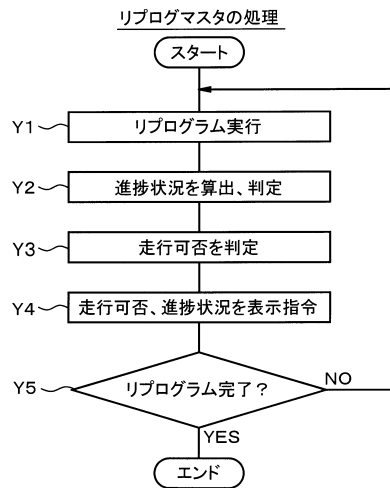 リプログマスタの処理
スタート
Y1
リプログラム実行
Y2
進捗状況を算出、判定
Y3
走行可否を判定
Y4
走行可否、進捗状況を表示指令
Y5
リプログラム完了？
NO
YES
エンド